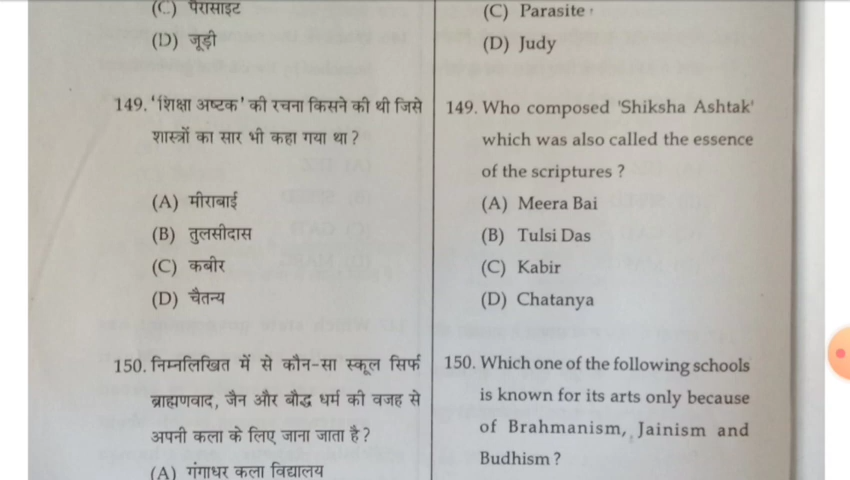 (C) पैरासाइट
(D) जूड़ी
149. 'शिक्षा अष्टक' की रचना किसने की थी जिसे
शास्त्रों का सार भी कहा गया था ?
(A) मीराबाई
(B) तुलसीदास
(C) कबीर
(D) चैतन्य
150. निम्नलिखित में से कौन-सा स्कूल सिर्फ
ब्राह्मणवाद, जैन और बौद्ध धर्म की वजह से
अपनी कला के लिए जाना जाता है ?
(A) गंगाधर कला विद्यालय
(C) Parasite
(D) Judy
149. Who composed 'Shiksha Ashtak'
which was also called the essence
of the scriptures ?
(A) Meera Bai
(B) Tulsi Das
(C) Kabir
(D) Chatanya
150. Which one of the following schools
is known for its arts only because
of Brahmanism, Jainism and
Budhism ?